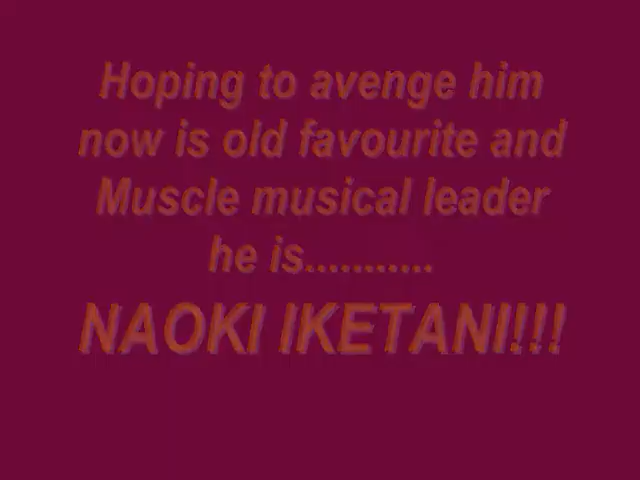 Hoping to avenge him
now is old favourite and
Muscle musical leader
he is...........
NAOKI IKETANI!!!